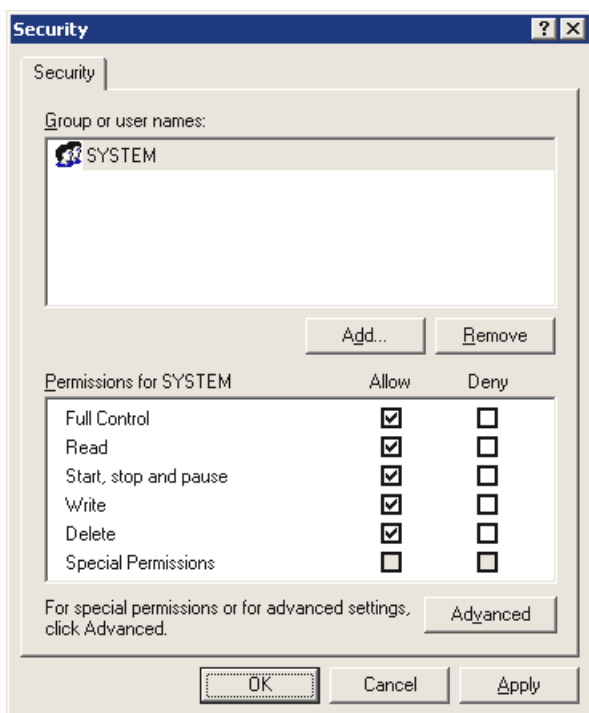 Security
Security
Group or user names:
SYSTEM
Add... Remove
Permissions for SYSTEM Allow Deny
Full Control
Read
Start, stop and pause
Write
Delete
Special Permissions
For special permissions or for advanced settings,
click Advanced.
Advanced
OK Cancel Apply